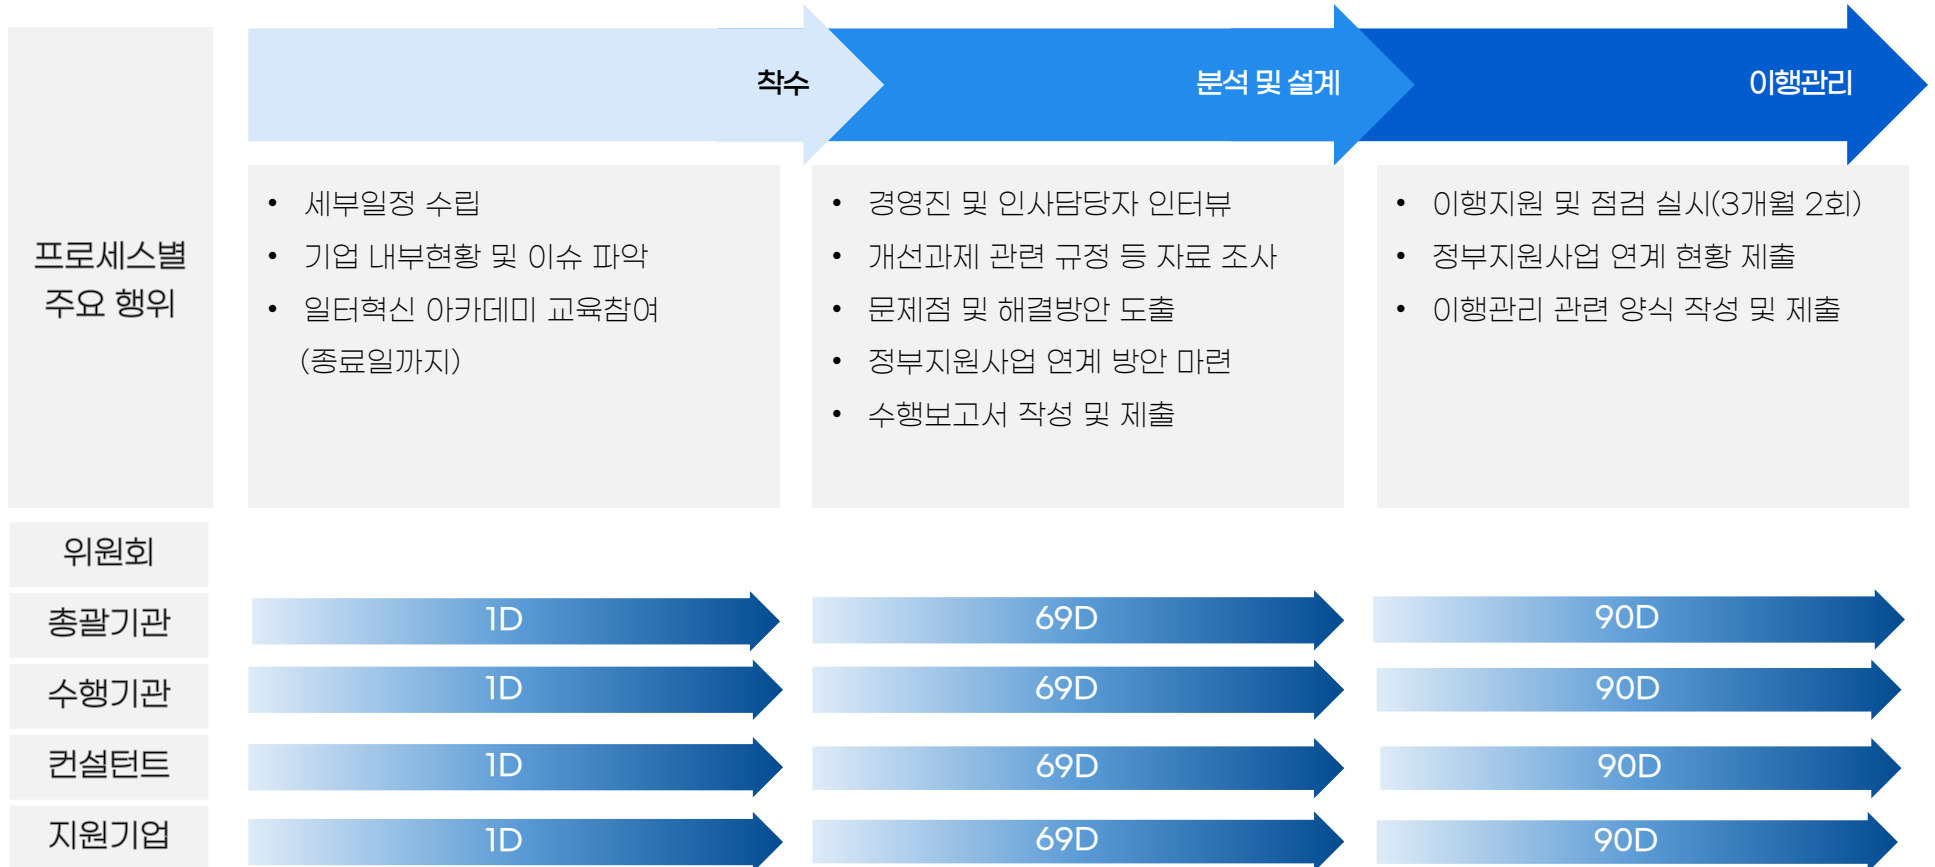 착수
분석 및 설계
이행관리
프로세스별
주요 행위
• 세부일정 수립
• 기업 내부현황 및 이슈 파악
• 일터혁신 아카데미 교육참여
(종료일까지)
• 경영진 및 인사담당자 인터뷰
• 개선과제 관련 규정 등 자료 조사
• 문제점 및 해결방안 도출
• 정부지원사업 연계 방안 마련
• 수행보고서 작성 및 제출
• 이행지원 및 점검 실시(3개월 2회)
• 정부지원사업 연계 현황 제출
• 이행관리 관련 양식 작성 및 제출
위원회
총괄기관
1D
69D
90D
수행기관
1D
69D
90D
컨설턴트
1D
69D
90D
지원기업
1D
69D
90D